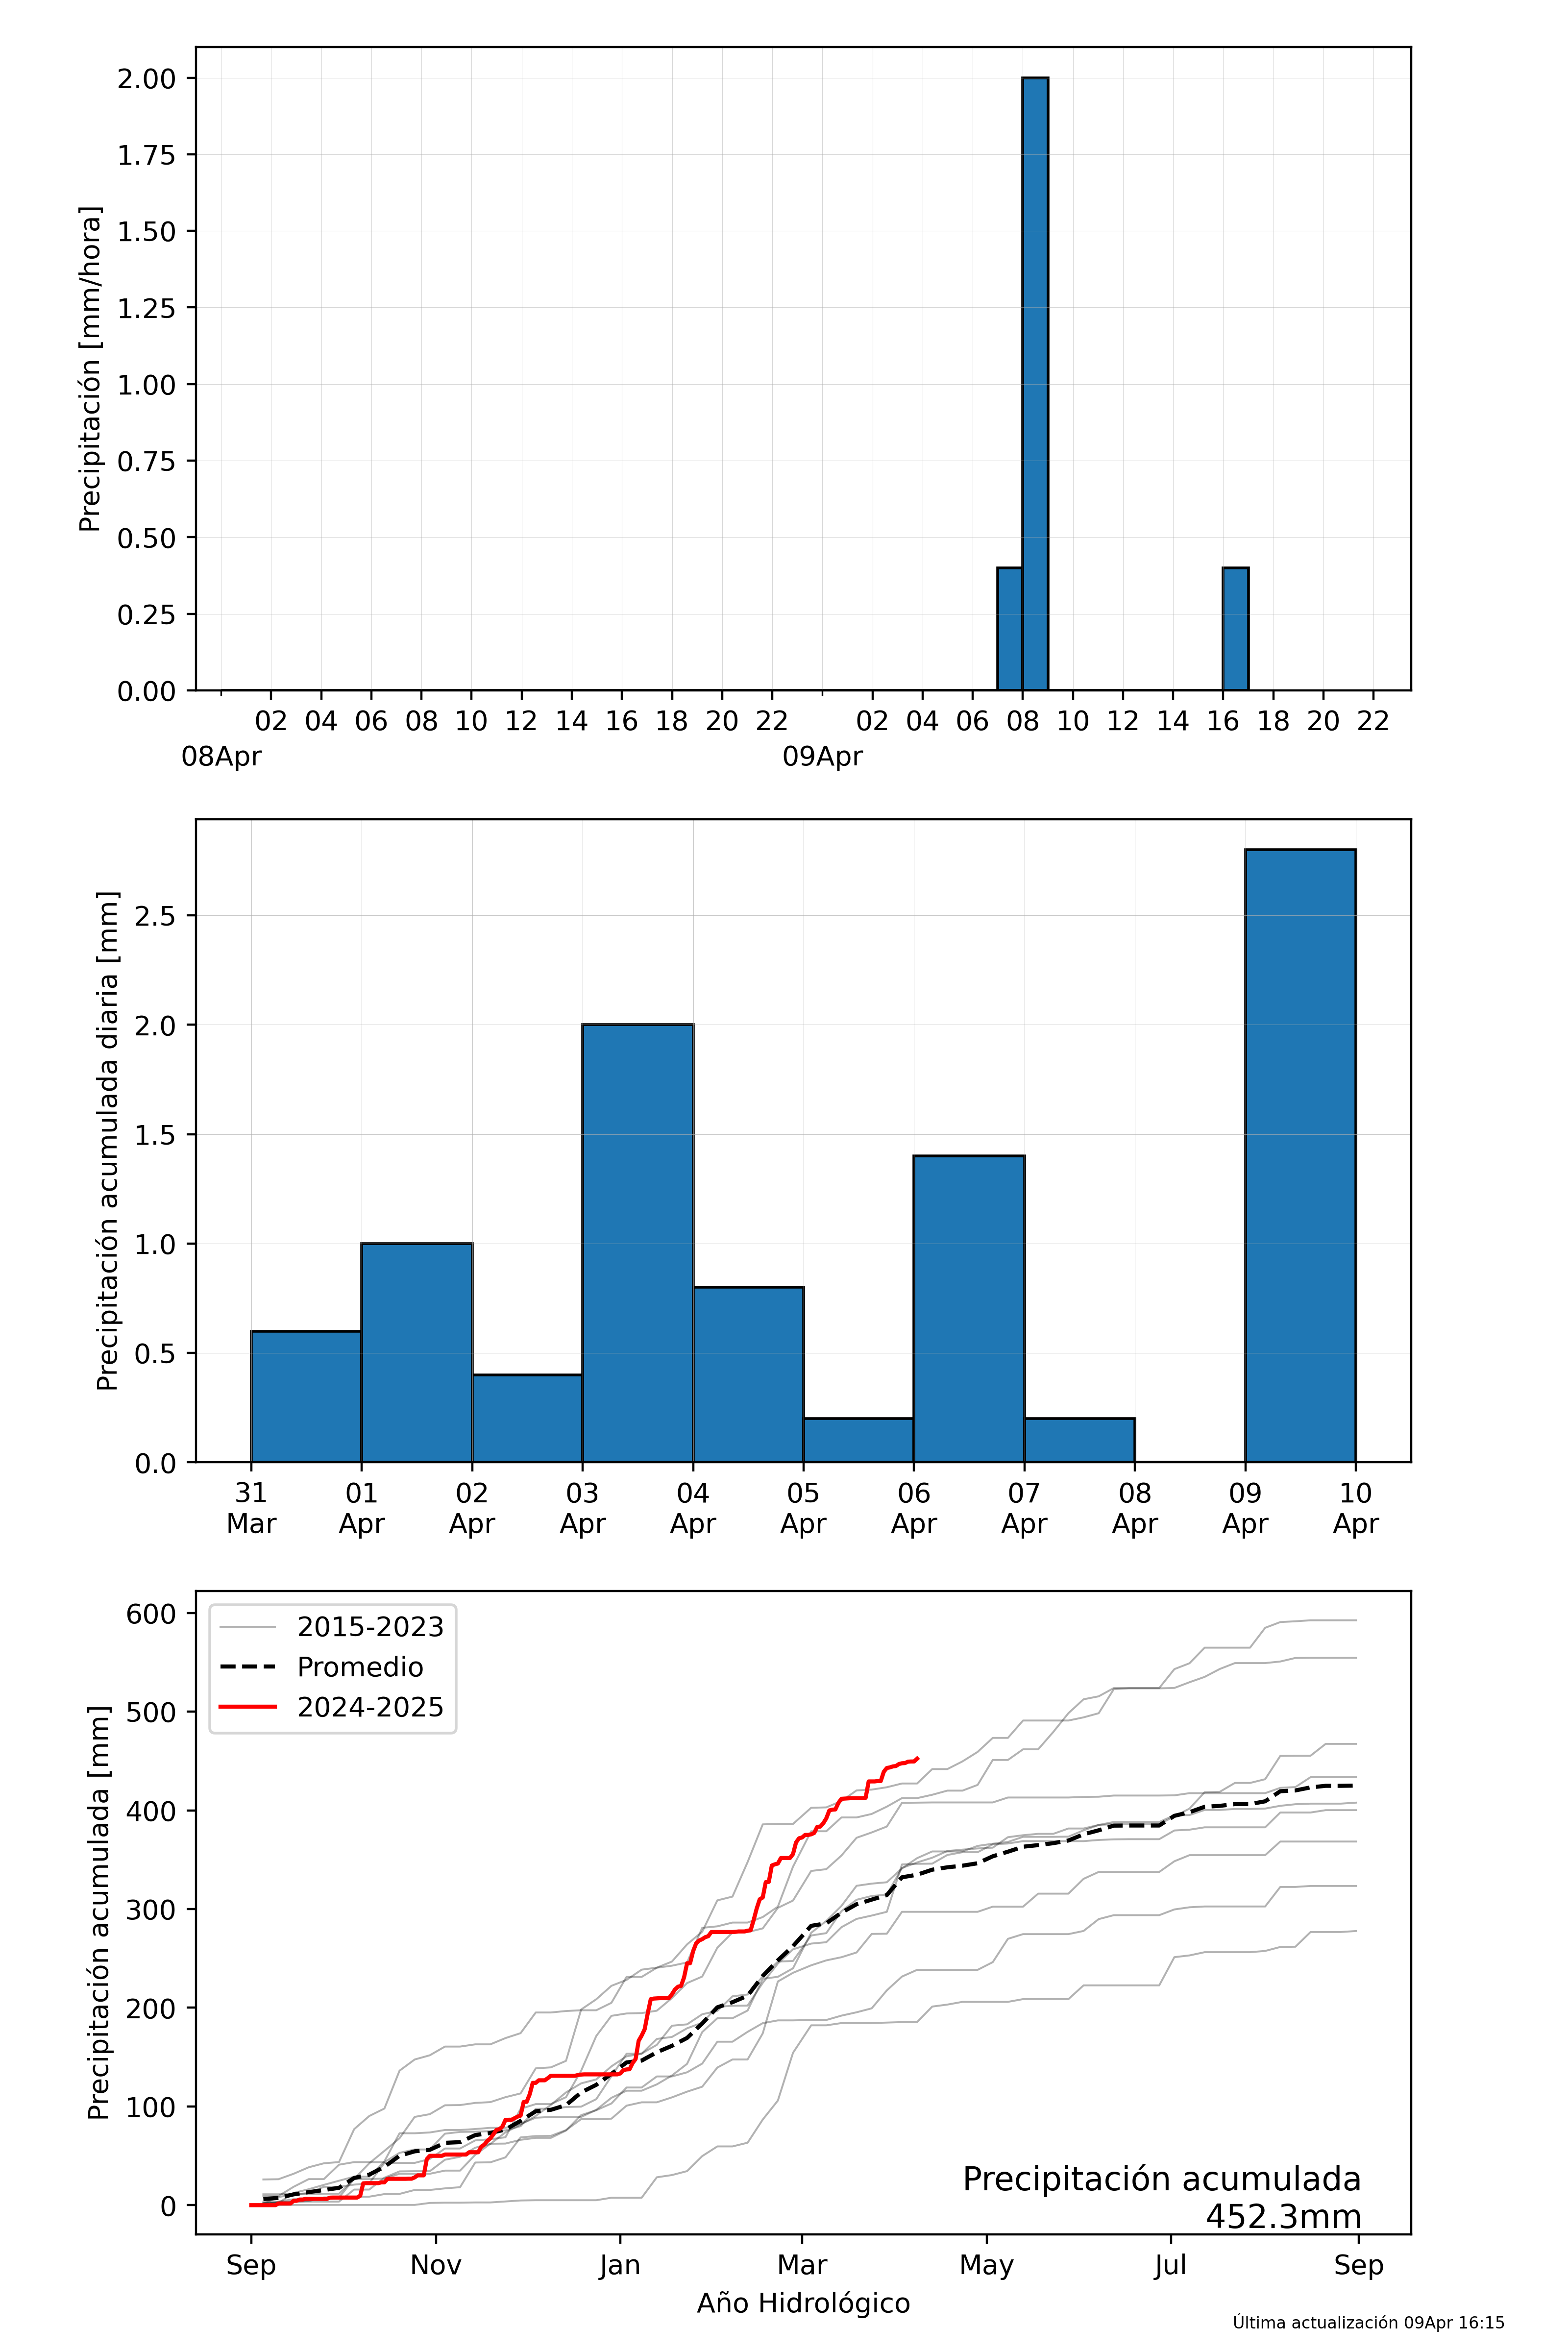 Precipitación [mm/hora]
2.00
1.75
1.50
1.25
1.00
0.75
0.50
0.25
0.00
02 04 06 08 10 12 14 16 18 20 22 02 04 06 08 10 12 14 16 18 20 22
08Apr 09Apr
Precipitación acumulada diaria [mm]
2.5
2.0
1.5
1.0
0.5
0.0
31 01 02 03 04 05 06 07 08 09 10
Mar Apr Apr Apr Apr Apr Apr Apr Apr Apr Apr
Precipitación acumulada [mm]
600
500
400
300
200
100
0
2015-2023
Promedio
2024-2025
Precipitación acumulada
452.3mm
Sep Nov Jan Mar May Jul Sep
Año Hidrológico
Última actualización 09Apr 16:15